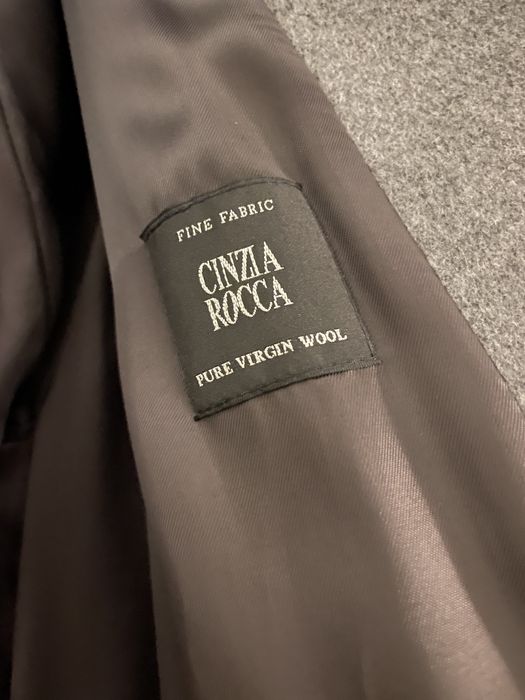 FINE FABRIC
CINZIA
ROCCA
PURE VIRGIN WOOL